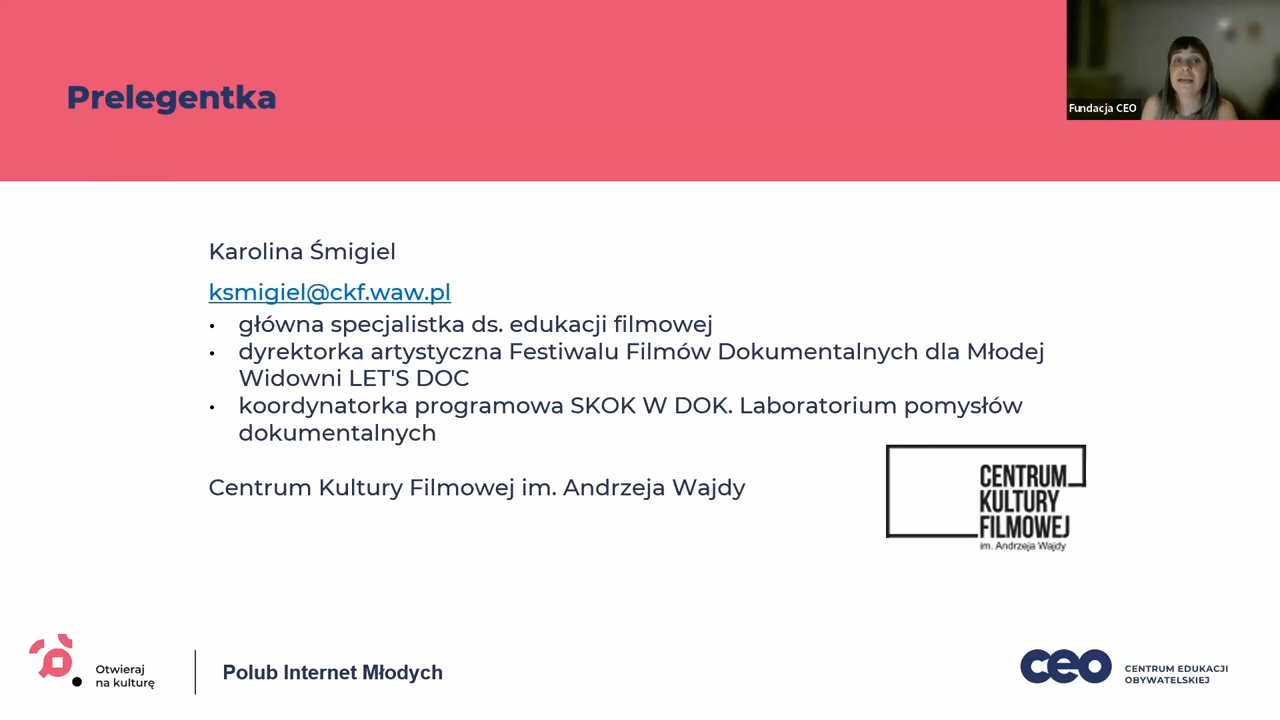 Prelegentka
Fundacja CEO
Karolina Śmigiel
ksmigiel@ckf.waw.pl
• główna specjalistka ds. edukacji filmowej
• dyrektorka artystyczna Festiwalu Filmów Dokumentalnych dla Młodej
Widowni LET'S DOC
• koordynatorka programowa SKOK W DOK. Laboratorium pomysłów
dokumentalnych
Centrum Kultury Filmowej im. Andrzeja Wajdy
CENTRUM
KULTURY
FILMOWEJ
im. Andrzeja Wajdy
Otwieraj
na kulturę
Polub Internet Młodych
ceo
CENTRUM EDUKACJI
OBYWATELSKIEJ